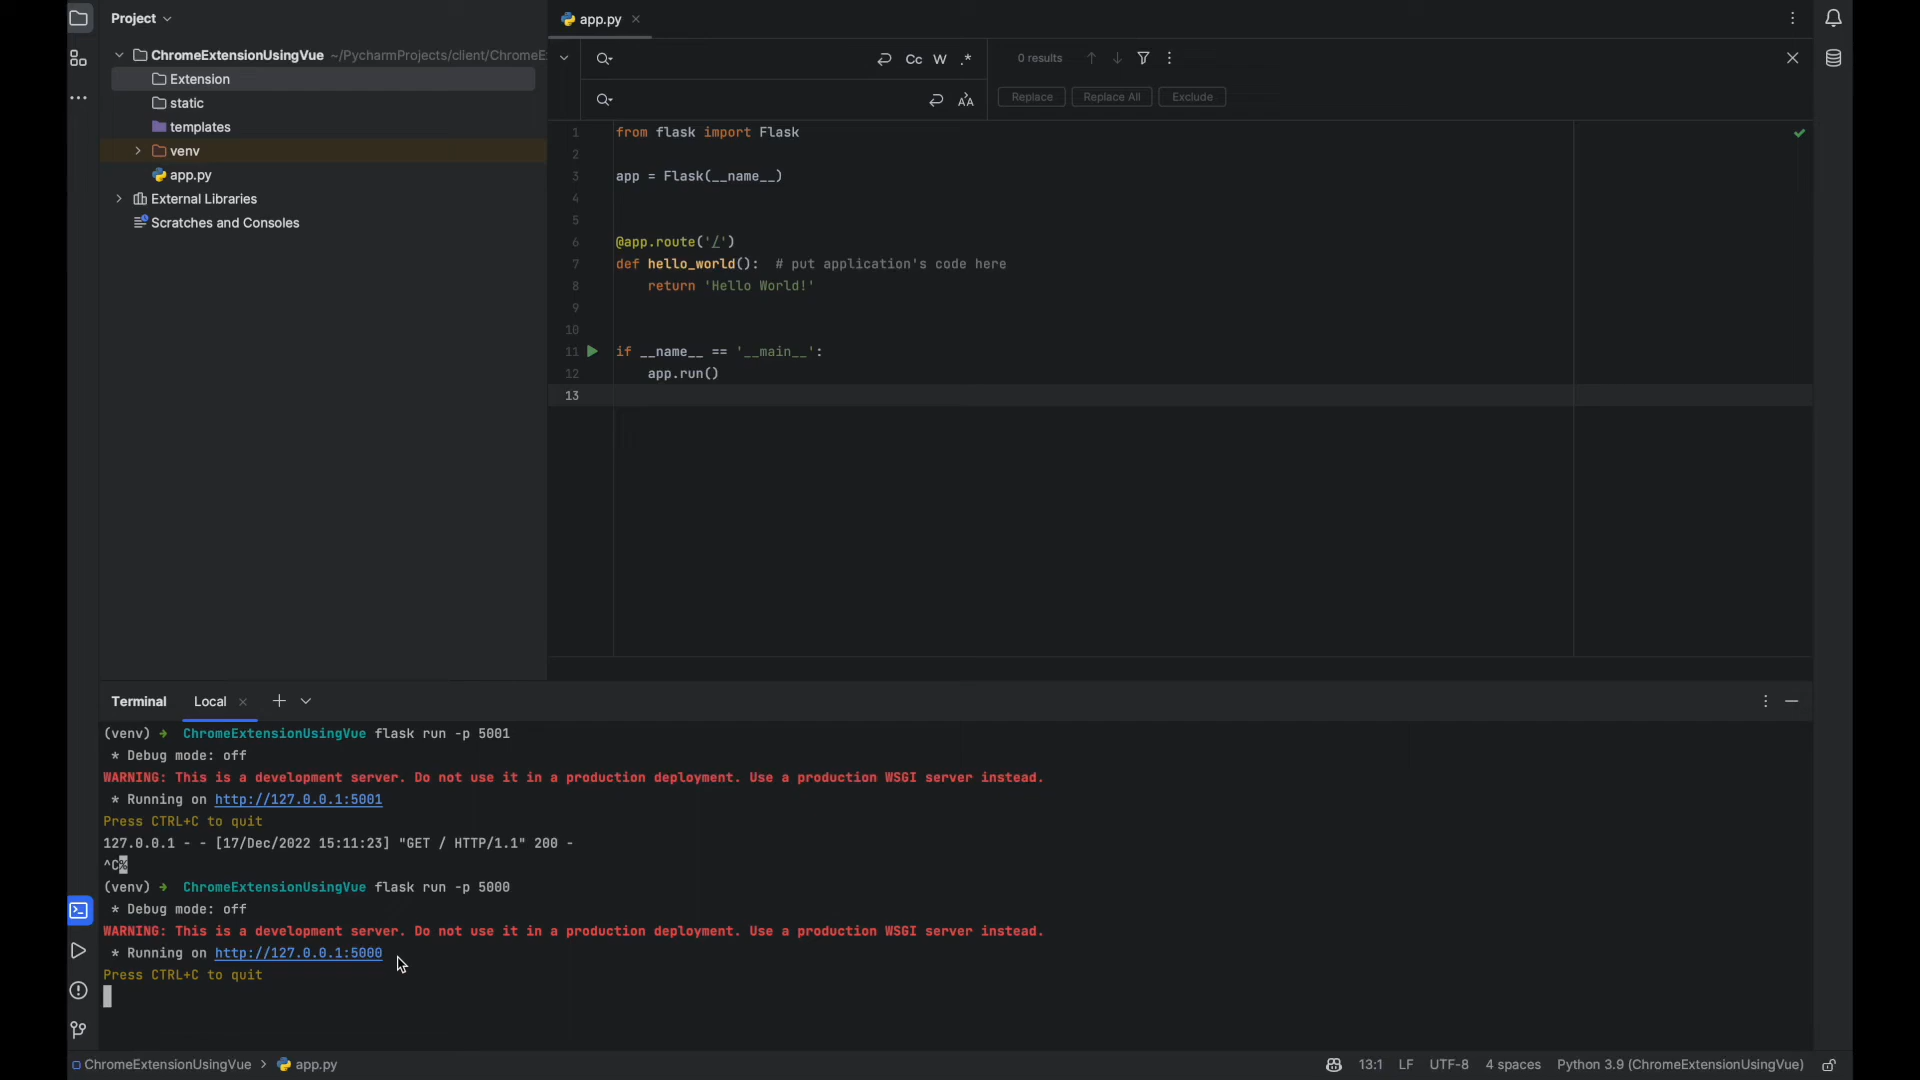 Project
ChromeExtensionUsingVue ~/PycharmProjects/client/ChromeE
Extension
static
templates
venv
app.py
External Libraries
Scratches and Consoles
app.py
Cc W .*
0 results
Replace Replace All Exclude
1 from flask import Flask
2
3 app = Flask(__name__)
4
5
6 @app.route('/')
7 def hello_world():  # put application's code here
8 return 'Hello World!'
9
10
11 if __name__ == '__main__':
12 app.run()
13
Terminal Local
(venv) ➜ ChromeExtensionUsingVue flask run -p 5001
* Debug mode: off
WARNING: This is a development server. Do not use it in a production deployment. Use a production WSGI server instead.
* Running on http://127.0.0.1:5001
Press CTRL+C to quit
127.0.0.1 - - [17/Dec/2022 15:11:23] "GET / HTTP/1.1" 200 -
^C%
(venv) ➜ ChromeExtensionUsingVue flask run -p 5000
* Debug mode: off
WARNING: This is a development server. Do not use it in a production deployment. Use a production WSGI server instead.
* Running on http://127.0.0.1:5000
Press CTRL+C to quit
ChromeExtensionUsingVue > app.py
13:1 LF UTF-8 4 spaces Python 3.9 (ChromeExtensionUsingVue)